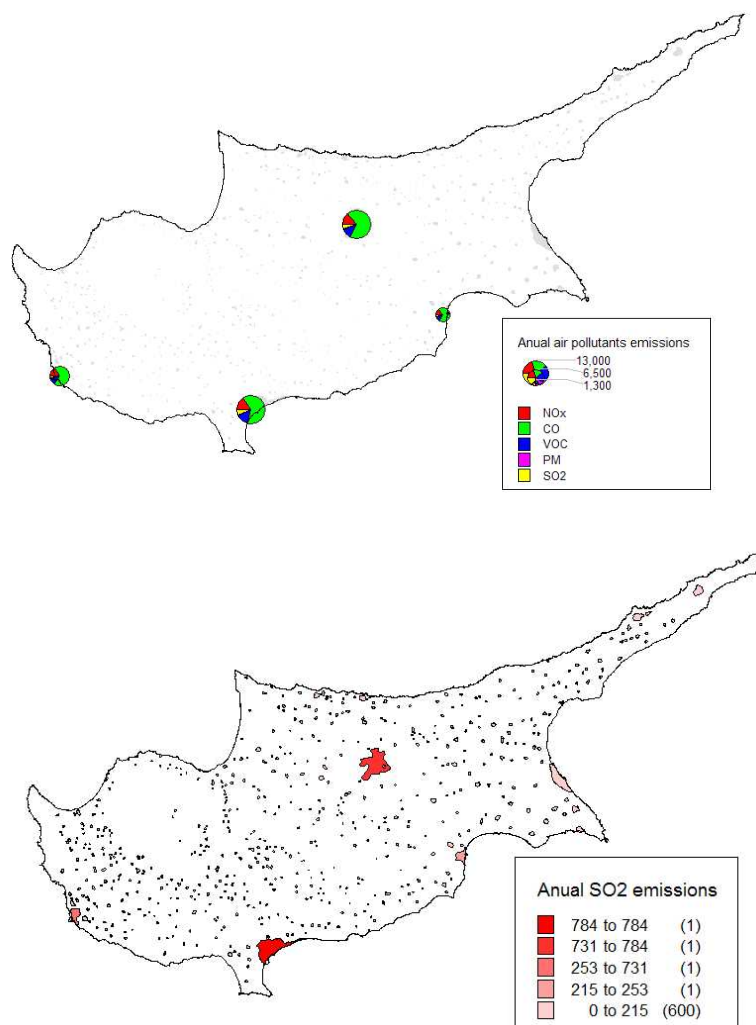 Anual air pollutants emissions
13,000
6,500
1,300
NOx
CO
VOC
PM
SO2
Anual SO2 emissions
784 to 784 (1)
731 to 784 (1)
253 to 731 (1)
215 to 253 (1)
0 to 215 (600)